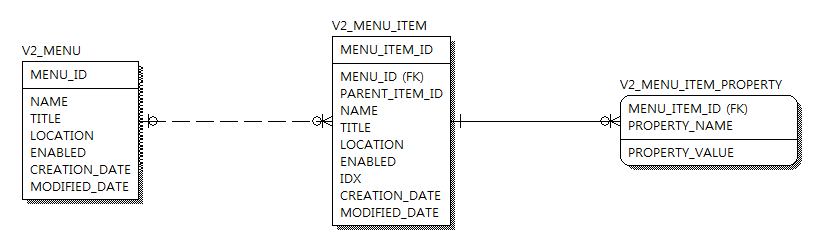 V2_MENU
MENU_ID
NAME
TITLE
LOCATION
ENABLED
CREATION_DATE
MODIFIED_DATE
V2_MENU_ITEM
MENU_ITEM_ID
MENU_ID (FK)
PARENT_ITEM_ID
NAME
TITLE
LOCATION
ENABLED
IDX
CREATION_DATE
MODIFIED_DATE
V2_MENU_ITEM_PROPERTY
MENU_ITEM_ID (FK)
PROPERTY_NAME
PROPERTY_VALUE